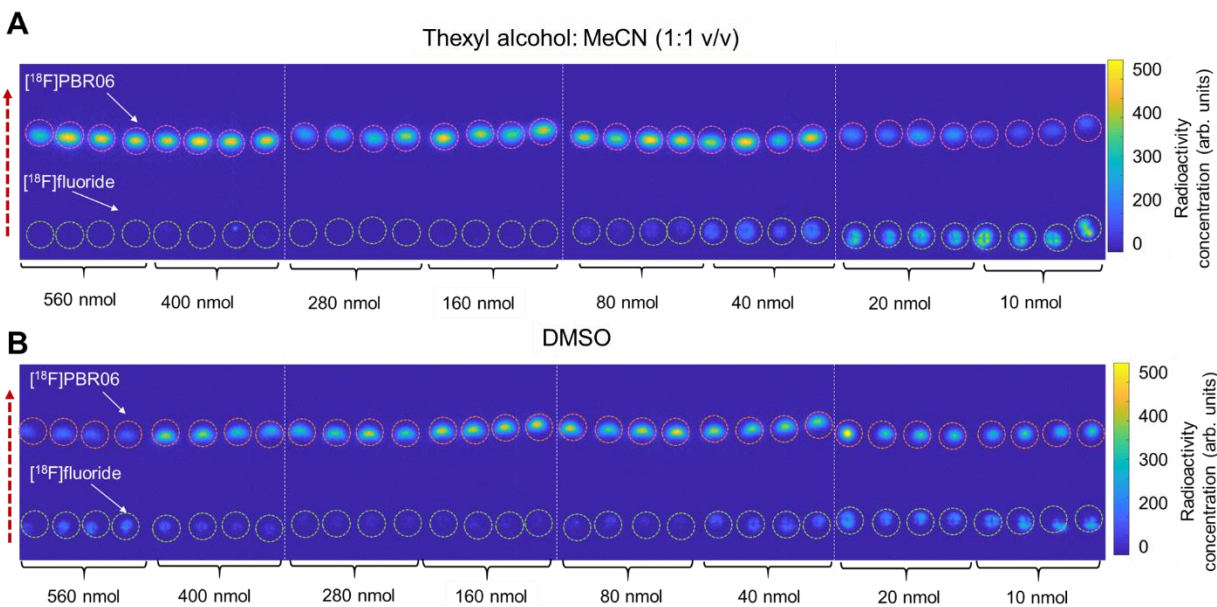 A
Thexyl alcohol: MeCN (1:1 v/v)
[¹⁸F]PBR06
[¹⁸F]fluoride
500
400
300
200
0
Radioactivity
concentration (arb. units)
560 nmol
400 nmol
280 nmol
160 nmol
80 nmol
40 nmol
20 nmol
10 nmol
B
DMSO
[¹⁸F]PBR06
[¹⁸F]fluoride
500
400
300
200
0
Radioactivity
concentration (arb. units)
560 nmol
400 nmol
280 nmol
160 nmol
80 nmol
40 nmol
20 nmol
10 nmol